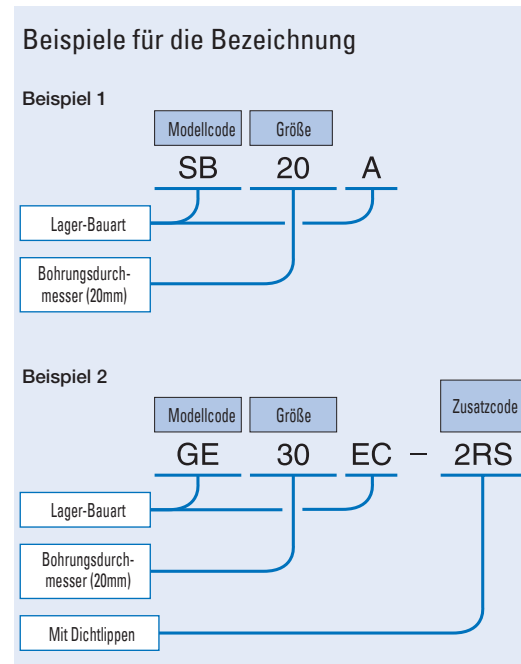 Beispiele für die Bezeichnung
Beispiel 1
Modellcode Größe
SB 20 A
Lager-Bauart
Bohrungsdurch-
messer (20mm)
Beispiel 2
Zusatzcode
Modellcode Größe
GE 30 EC – 2RS
Lager-Bauart
Bohrungsdurch-
messer (20mm)
Mit Dichtlippen